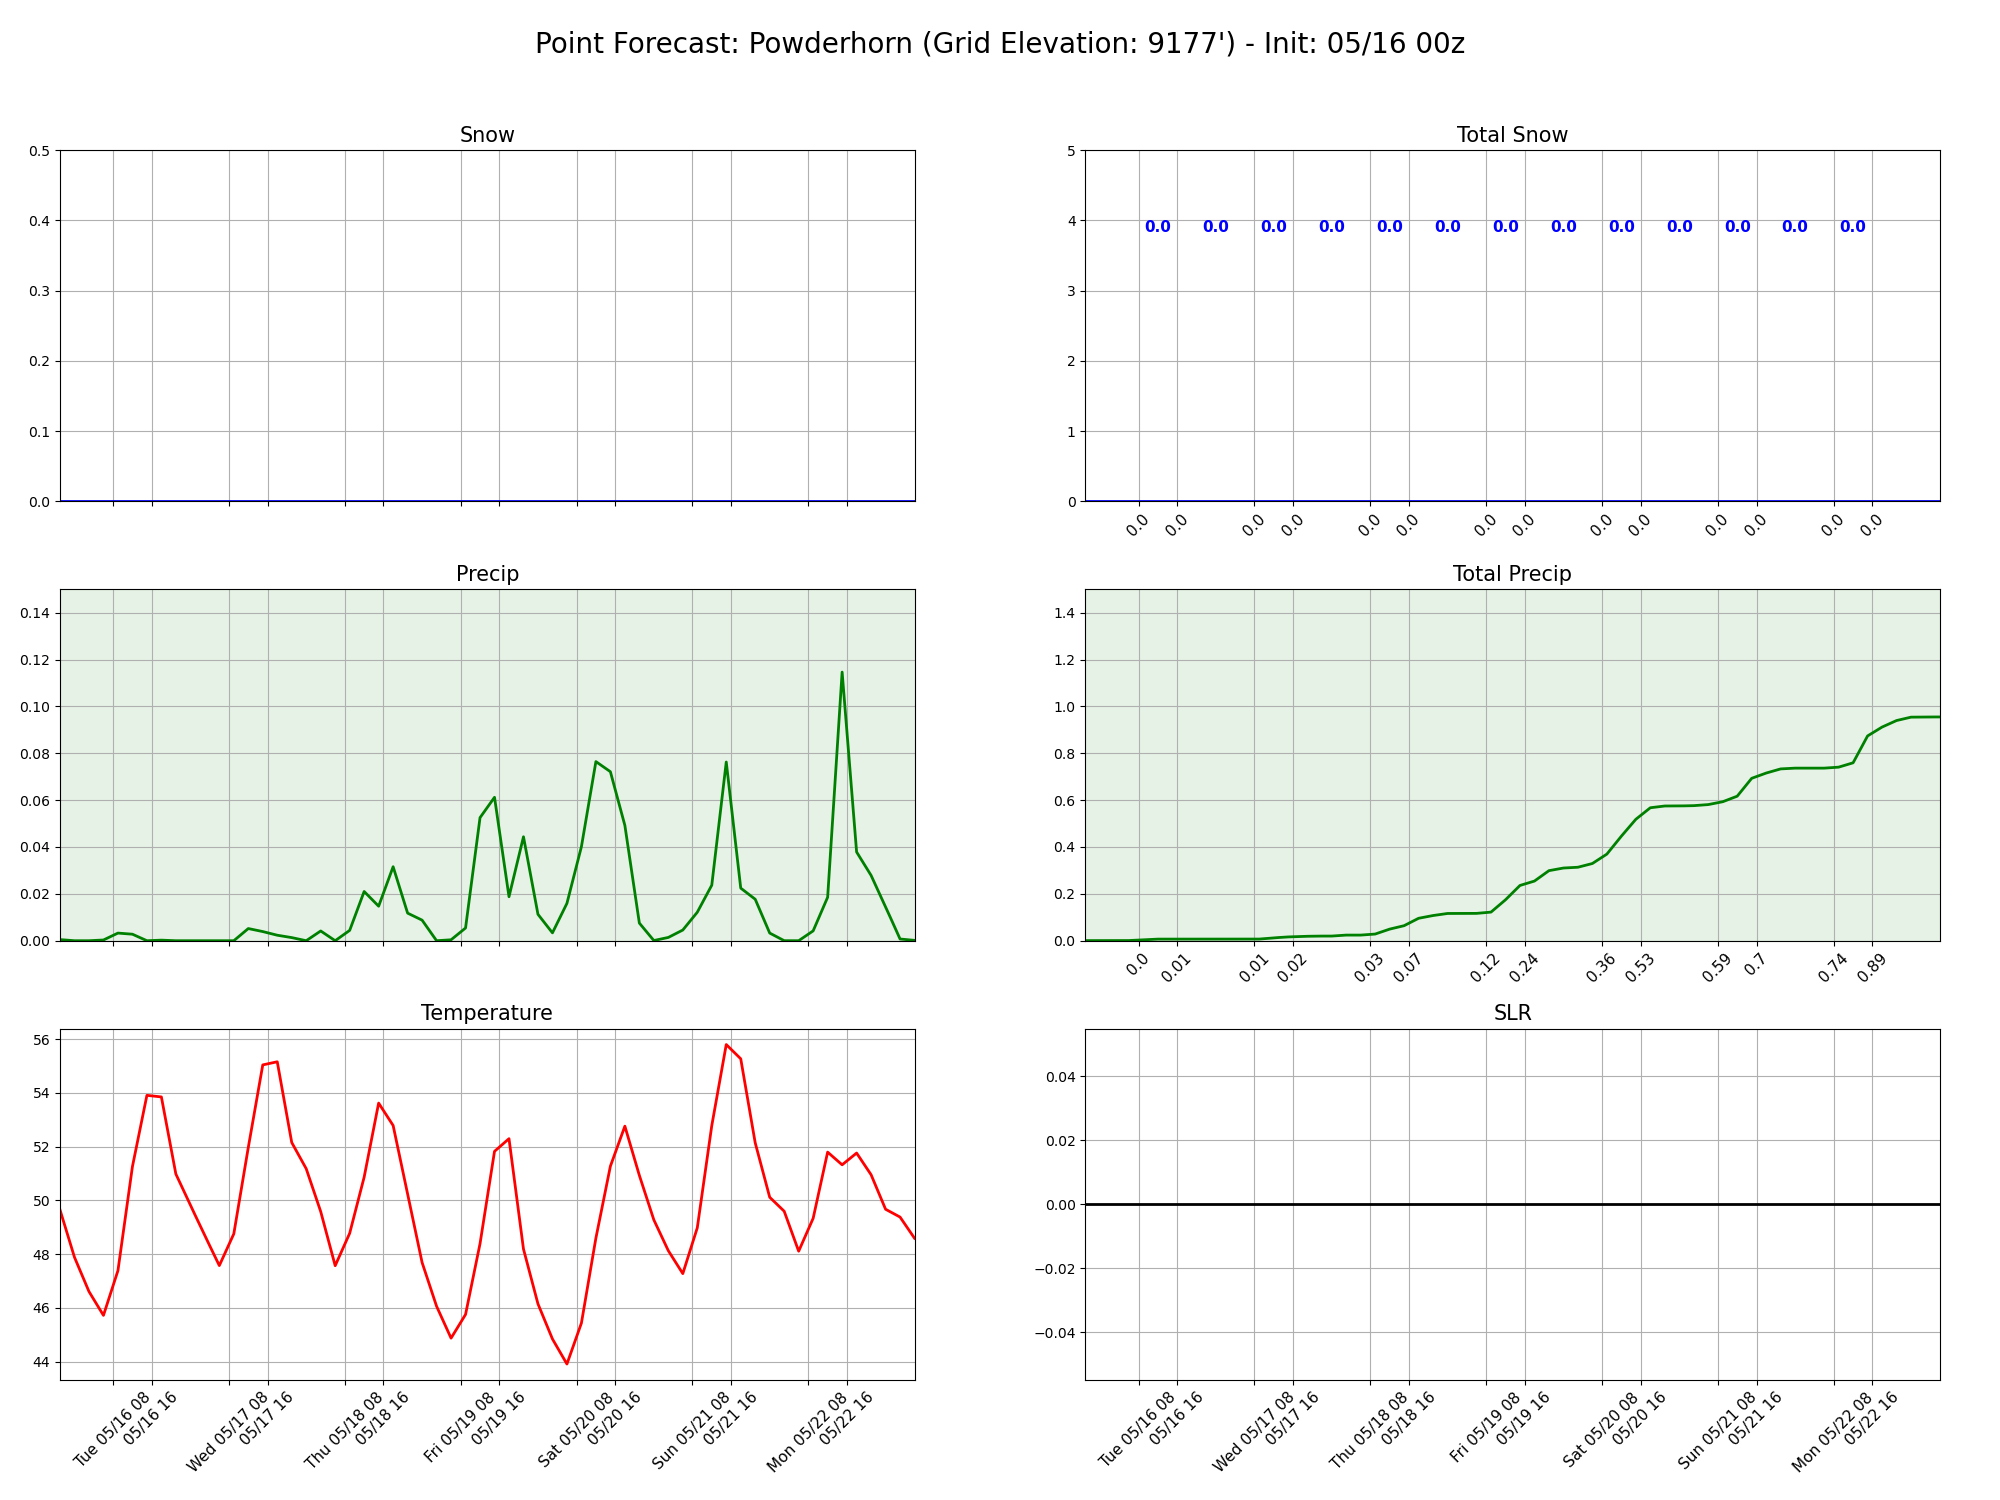 Point Forecast: Powderhorn (Grid Elevation: 9177') - Init: 05/16 00z
Snow
0.5
0.4
0.3
0.2
0.1
0.0
Total Snow
5
4
3
2
1
0
0.0 0.0 0.0 0.0 0.0 0.0 0.0 0.0 0.0 0.0 0.0 0.0 0.0
0.0 0.0 0.0 0.0 0.0 0.0 0.0 0.0 0.0 0.0 0.0 0.0 0.0 0.0
Precip
0.14
0.12
0.10
0.08
0.06
0.04
0.02
0.00
Total Precip
1.4
1.2
1.0
0.8
0.6
0.4
0.2
0.0
0.0 0.01 0.01 0.02 0.03 0.07 0.12 0.24 0.36 0.53 0.59 0.7 0.74 0.89
Temperature
56
54
52
50
48
46
44
Tue 05/16 08
05/16 16
Wed 05/17 08
05/17 16
Thu 05/18 08
05/18 16
Fri 05/19 08
05/19 16
Sat 05/20 08
05/20 16
Sun 05/21 08
05/21 16
Mon 05/22 08
05/22 16
SLR
0.04
0.02
0.00
−0.02
−0.04
Tue 05/16 08
05/16 16
Wed 05/17 08
05/17 16
Thu 05/18 08
05/18 16
Fri 05/19 08
05/19 16
Sat 05/20 08
05/20 16
Sun 05/21 08
05/21 16
Mon 05/22 08
05/22 16